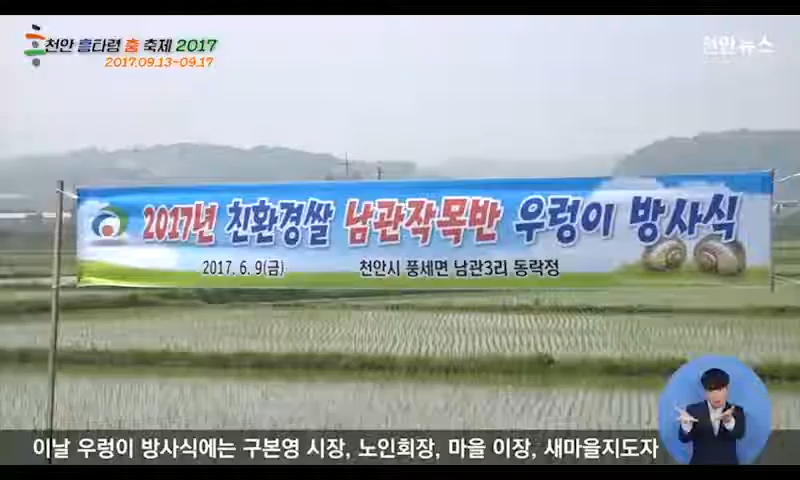 천안 흥타령 춤 축제 2017
2017.09.13~09.17
천안뉴스
2017년 친환경쌀 남관작목반 우렁이 방사식
2017. 6. 9(금)
천안시 풍세면 남관3리 동락정
이날 우렁이 방사식에는 구본영 시장, 노인회장, 마을 이장, 새마을지도자